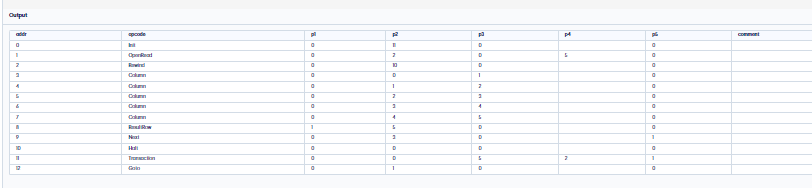 Output
addr opcode p1 p2 p3 p4 p5 comment
0 Init 0 11 0 0
1 OpenRead 0 2 0 5 0
2 Rewind 0 10 0 0
3 Column 0 0 1 0
4 Column 0 1 2 0
5 Column 0 2 3 0
6 Column 0 3 4 0
7 Column 0 4 5 0
8 ResultRow 1 5 0 0
9 Next 0 3 0 1
10 Halt 0 0 0 0
11 Transaction 0 0 5 2 1
12 Goto 0 1 0 0